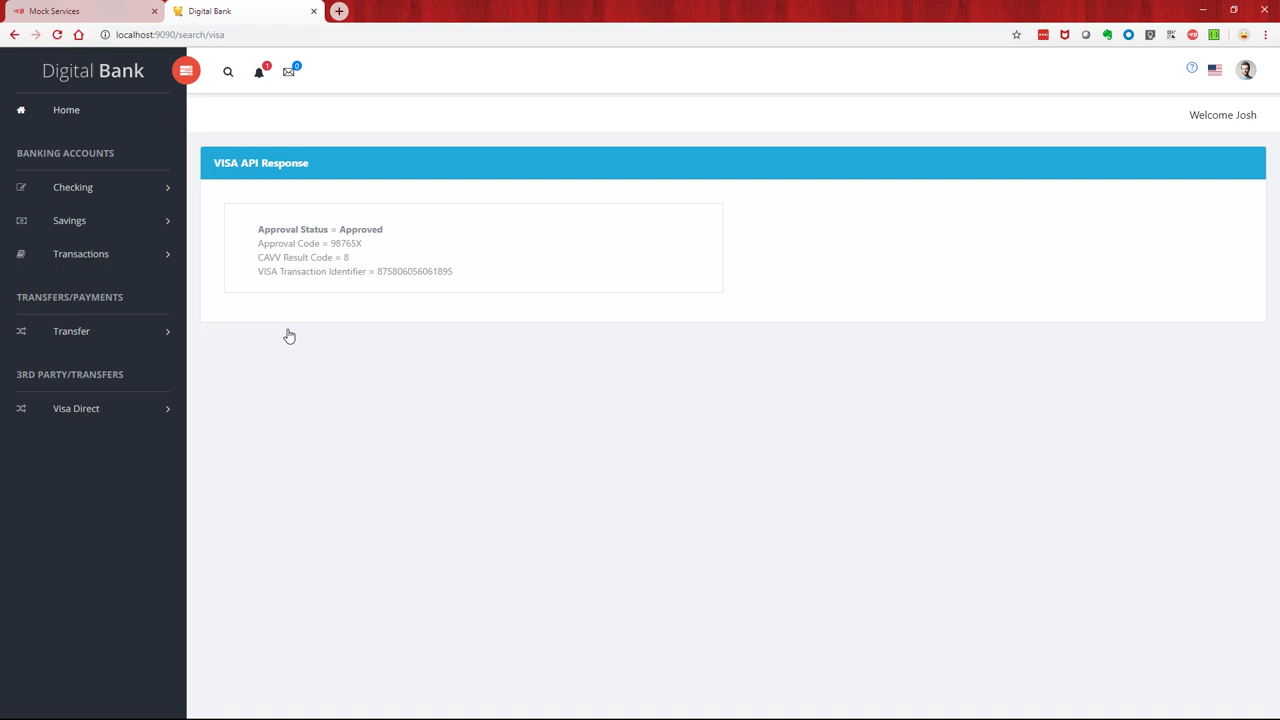 Mock Services
Digital Bank
localhost:9090/search/visa
Digital Bank
1
0
Home
Welcome Josh
BANKING ACCOUNTS
Checking
Savings
Transactions
TRANSFERS/PAYMENTS
Transfer
3RD PARTY/TRANSFERS
Visa Direct
VISA API Response
Approval Status = Approved
Approval Code = 98765X
CAVV Result Code = 8
VISA Transaction Identifier = 875806056061895